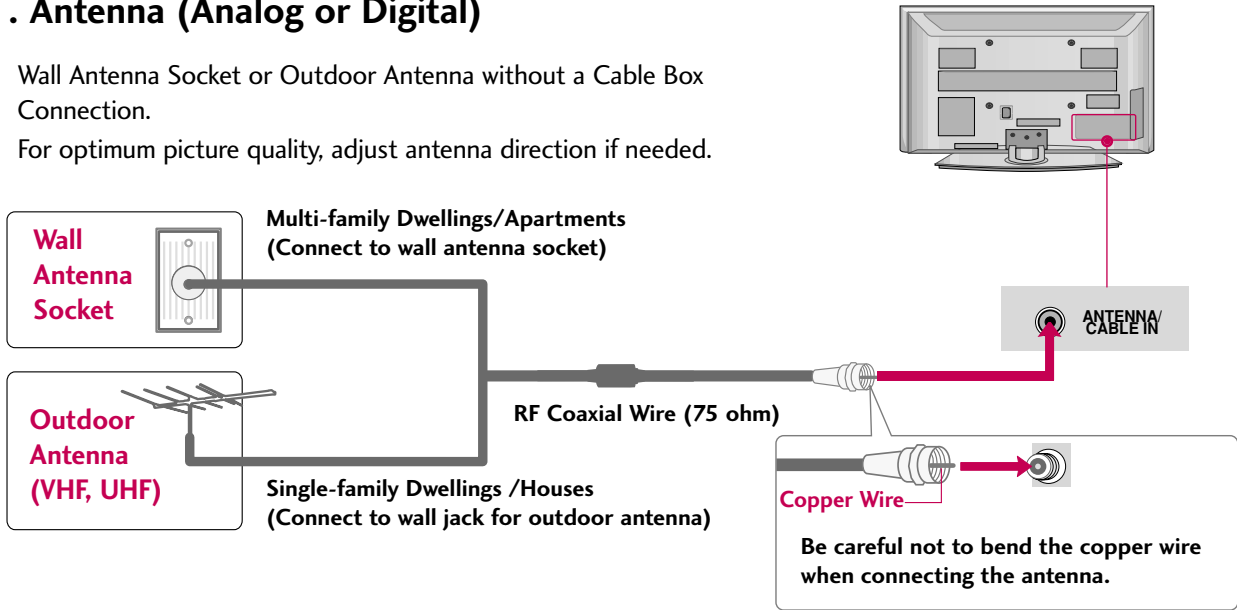 . Antenna (Analog or Digital)
Wall Antenna Socket or Outdoor Antenna without a Cable Box
Connection.
For optimum picture quality, adjust antenna direction if needed.
Multi-family Dwellings/Apartments
(Connect to wall antenna socket)
Wall
Antenna
Socket
ANTENNA/
CABLE IN
RF Coaxial Wire (75 ohm)
Outdoor
Antenna
(VHF, UHF)
Single-family Dwellings /Houses
(Connect to wall jack for outdoor antenna)
Copper Wire
Be careful not to bend the copper wire
when connecting the antenna.